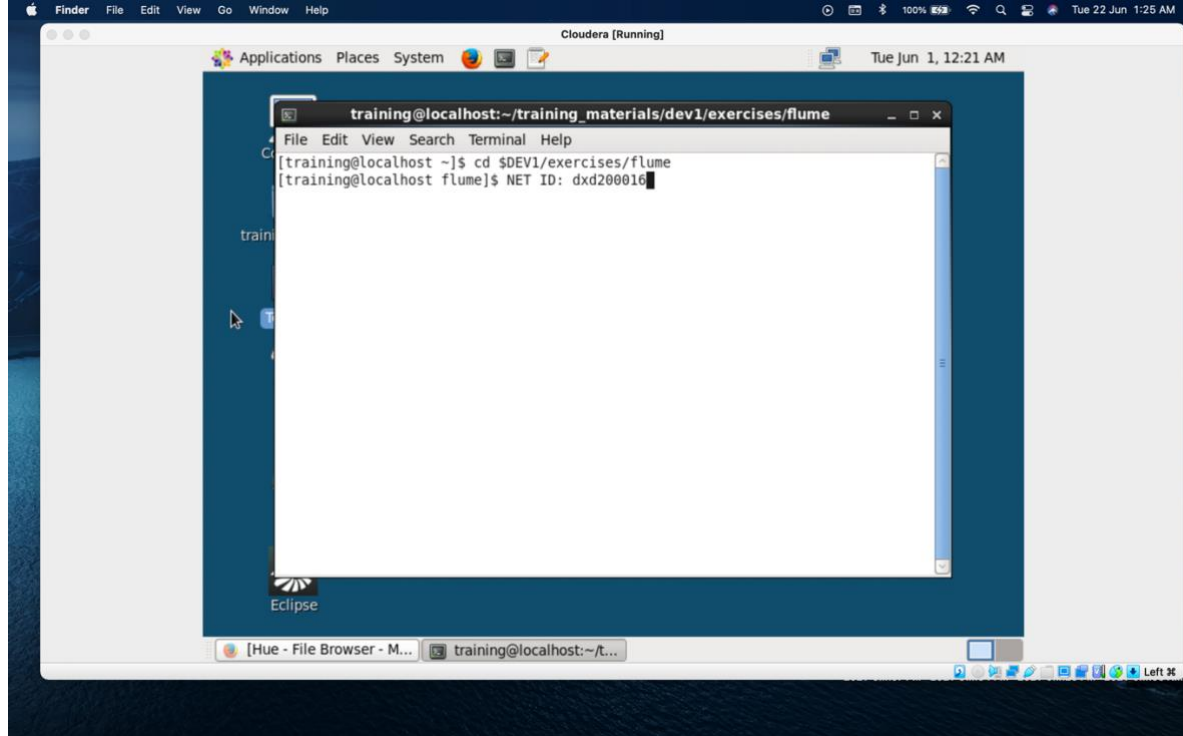 Finder File Edit View Go Window Help 100% Tue 22 Jun 1:25 AM
Cloudera [Running]
Applications Places System Tue Jun 1, 12:21 AM
training@localhost:~/training_materials/dev1/exercises/flume
File Edit View Search Terminal Help
[training@localhost ~]$ cd $DEV1/exercises/flume
[training@localhost flume]$ NET ID: dxd200016
traini
Eclipse
[Hue - File Browser - M... training@localhost:~/t...
Left ⌘